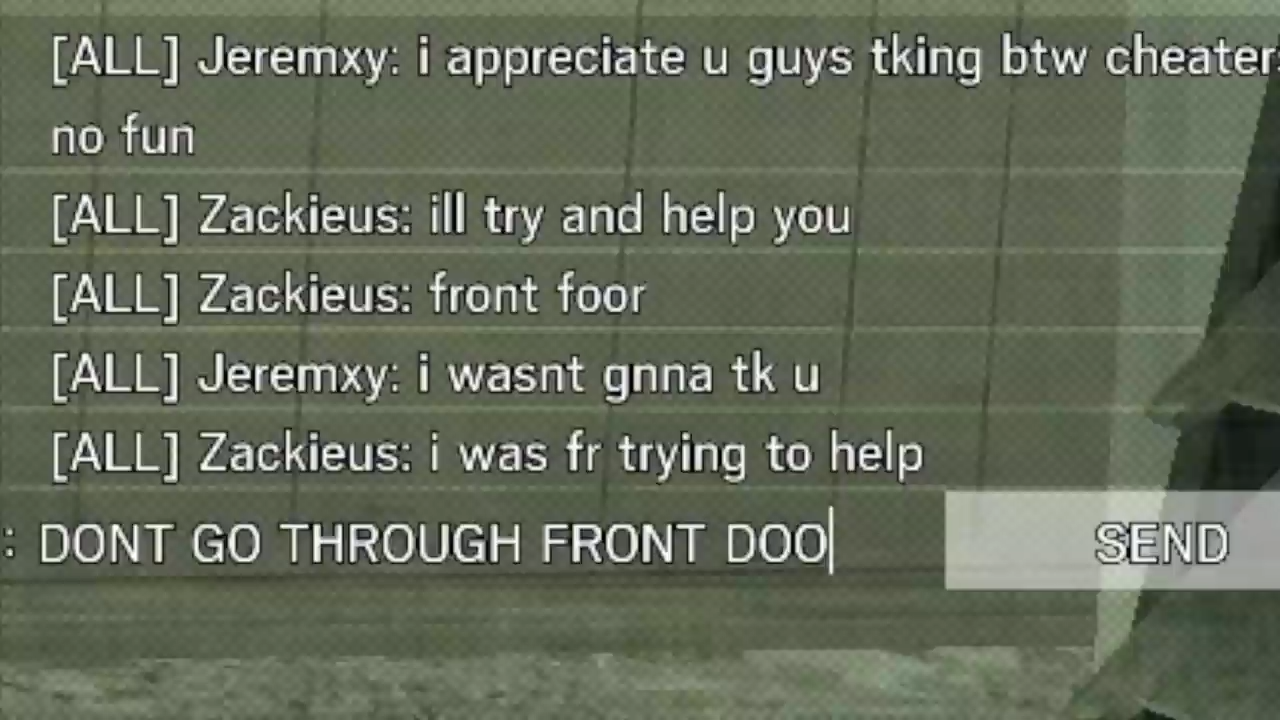 [ALL] Jeremxy: i appreciate u guys tking btw cheaters
no fun
[ALL] Zackieus: ill try and help you
[ALL] Zackieus: front foor
[ALL] Jeremxy: i wasnt gnna tk u
[ALL] Zackieus: i was fr trying to help
: DONT GO THROUGH FRONT DOO
SEND